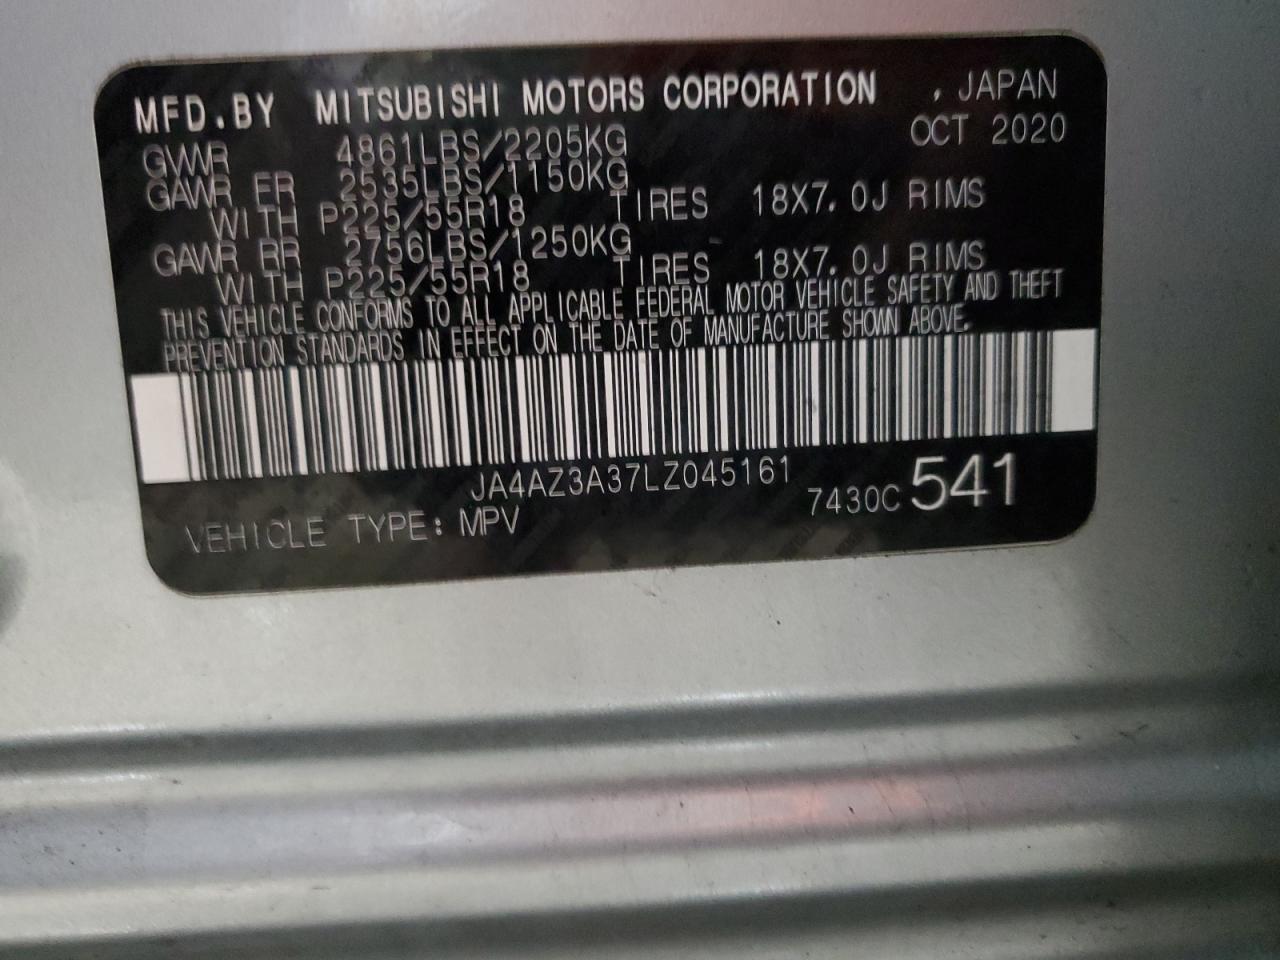 MFD.BY MITSUBISHI MOTORS CORPORATION , JAPAN
GVWR 4861LBS/2205KG OCT 2020
GAWR FR 2535LBS/1150KG
WITH P225/55R18 TIRES 18X7.0J RIMS
GAWR RR 2756LBS/1250KG
WITH P225/55R18 TIRES 18X7.0J RIMS
THIS VEHICLE CONFORMS TO ALL APPLICABLE FEDERAL MOTOR VEHICLE SAFETY AND THEFT
PREVENTION STANDARDS IN EFFECT ON THE DATE OF MANUFACTURE SHOWN ABOVE.
JA4AZ3A37LZ045161
VEHICLE TYPE: MPV 7430C 541